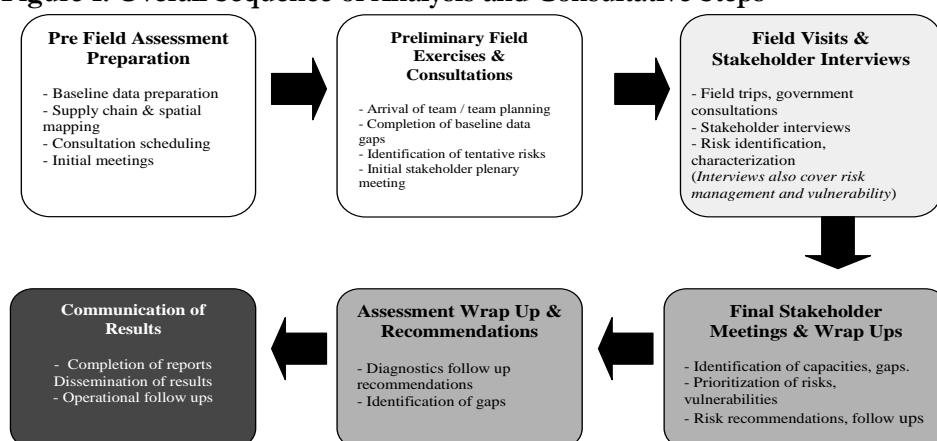 Figure 1: Overall Sequence of Analysis and Consultative Steps
Pre Field Assessment
Preparation
- Baseline data preparation
- Supply chain & spatial
mapping
- Consultation scheduling
- Initial meetings
Preliminary Field
Exercises &
Consultations
- Arrival of team / team planning
- Completion of baseline data
gaps
- Identification of tentative risks
- Initial stakeholder plenary
meeting
Field Visits &
Stakeholder Interviews
- Field trips, government
consultations
- Stakeholder interviews
- Risk identification,
characterization
(Interviews also cover risk
management and vulnerability)
Final Stakeholder
Meetings & Wrap Ups
- Identification of capacities, gaps.
- Prioritization of risks,
vulnerabilities
- Risk recommendations, follow ups
Assessment Wrap Up &
Recommendations
- Diagnostics follow up
recommendations
- Identification of gaps
Communication of
Results
- Completion of reports
Dissemination of results
- Operational follow ups